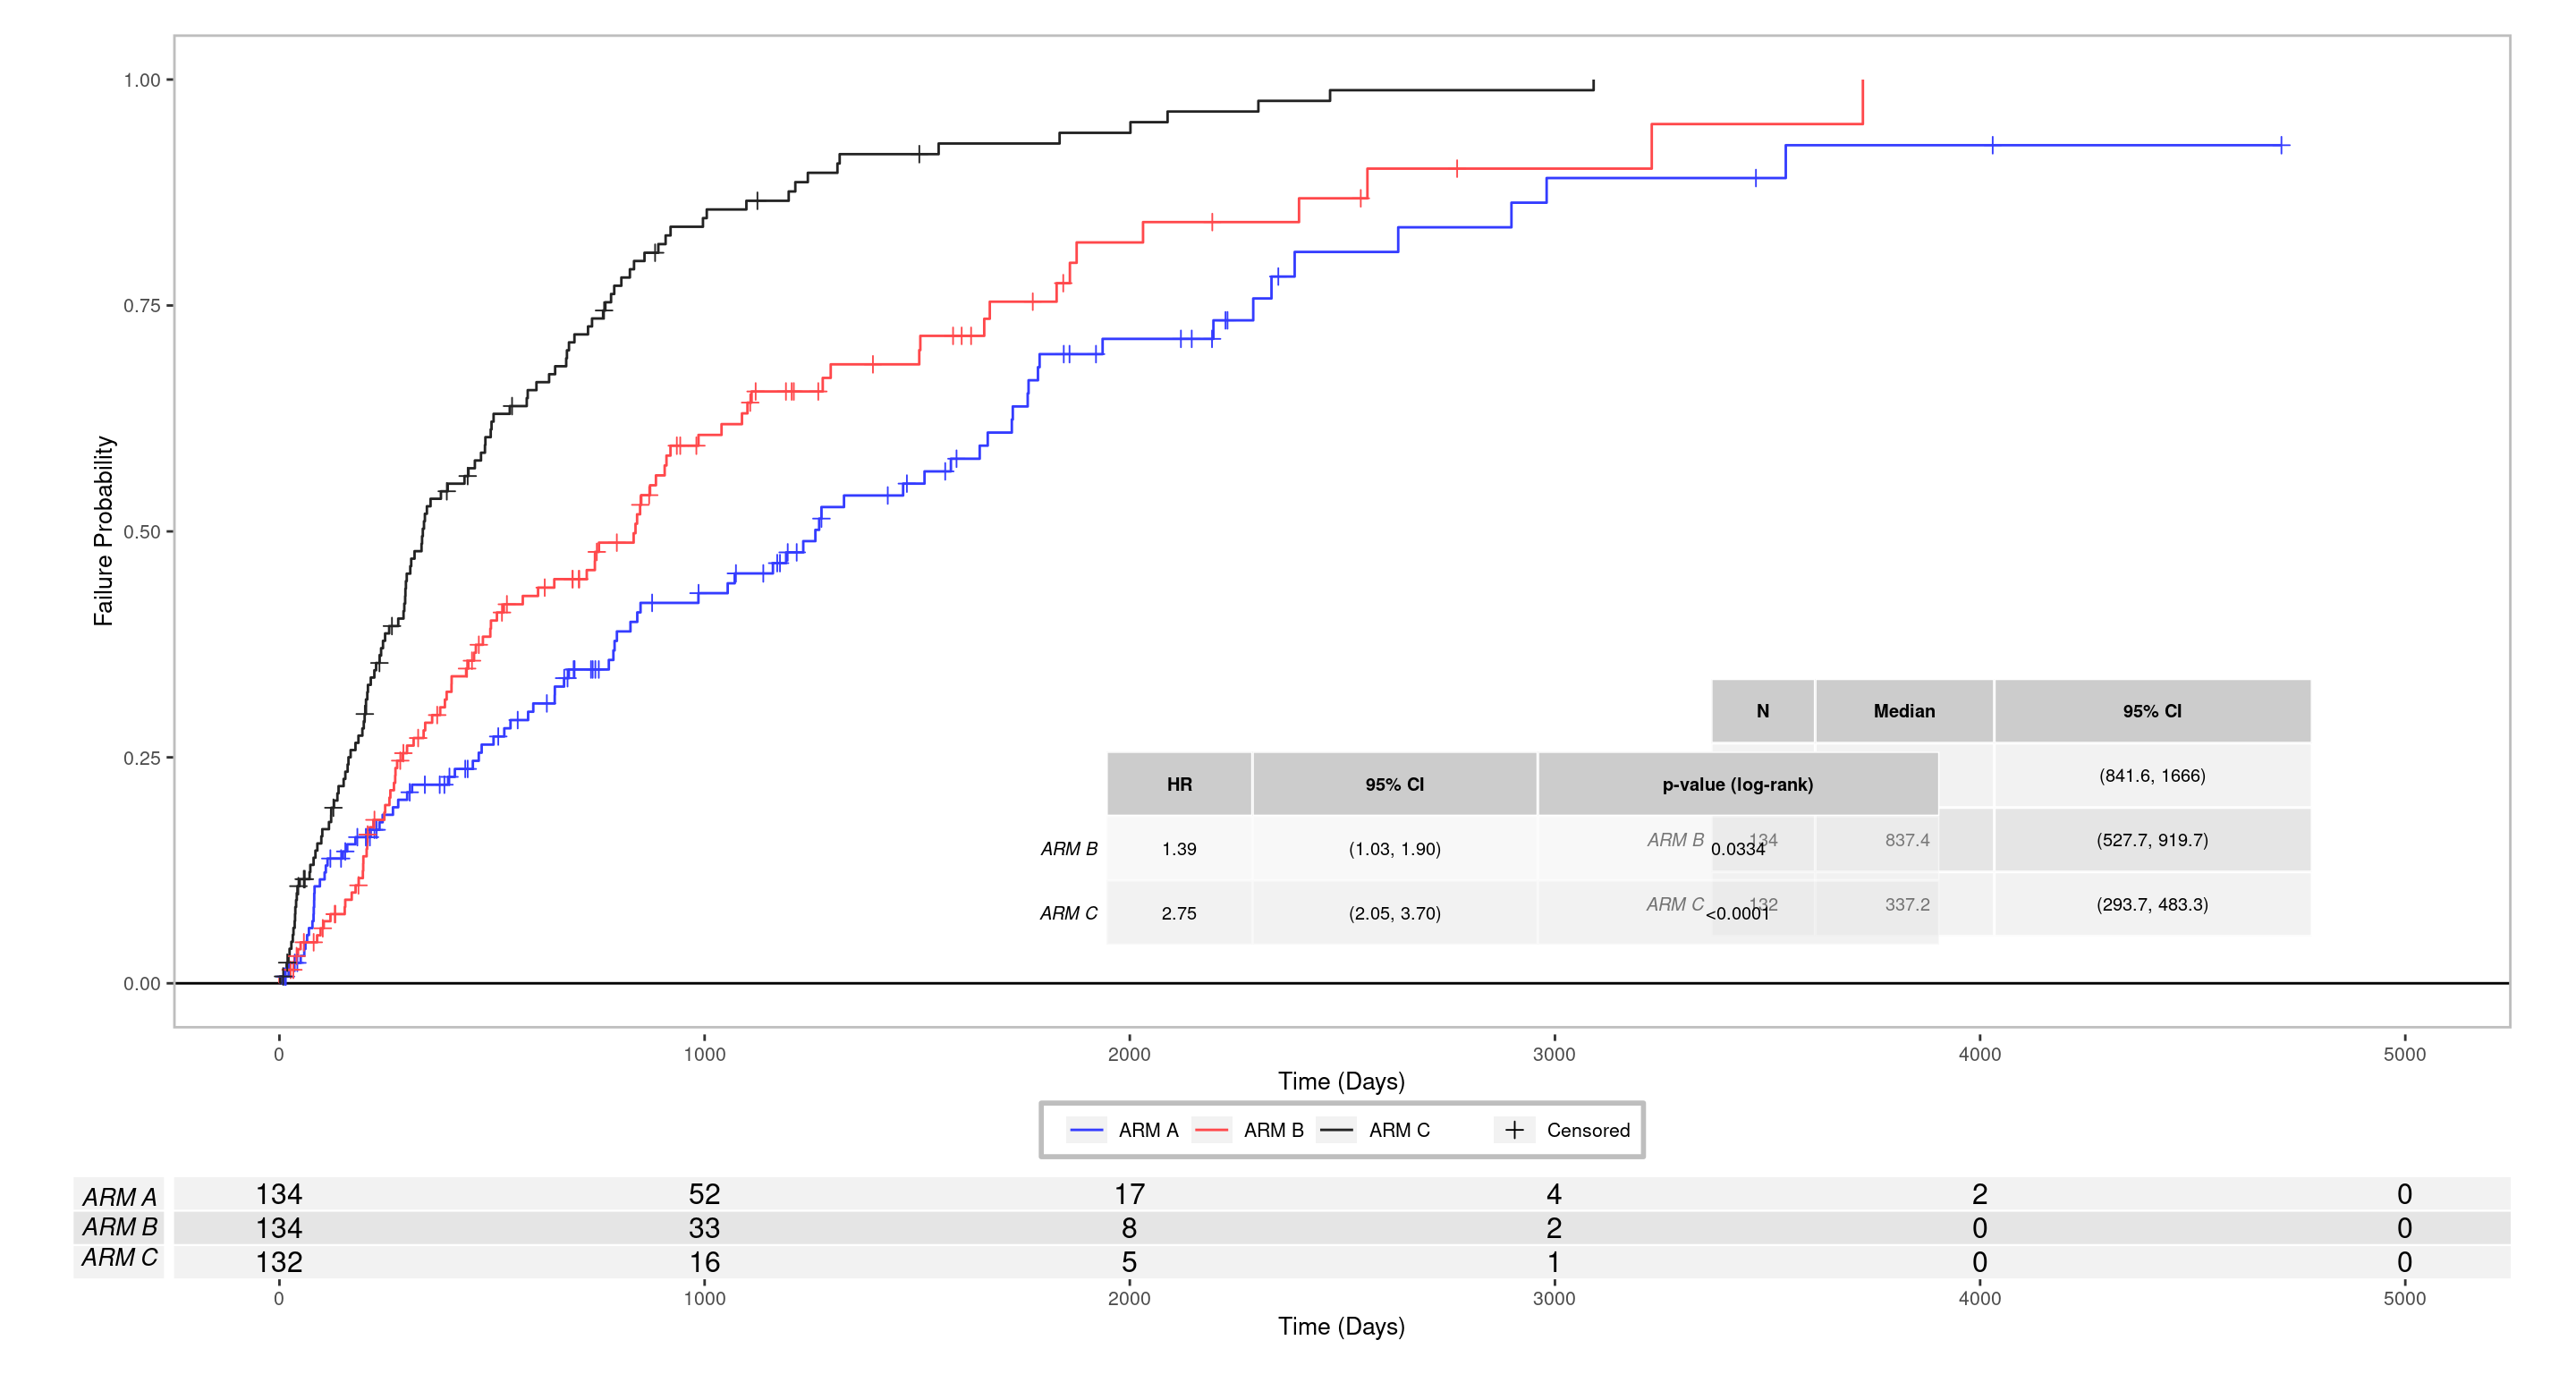 1.00
0.75
0.50
0.25
0.00
Failure Probability
N Median 95% CI
(841.6, 1666)
ARM B 134 837.4 (527.7, 919.7)
ARM C 132 337.2 (293.7, 483.3)
HR 95% CI p-value (log-rank)
ARM B 1.39 (1.03, 1.90) 0.0334
ARM C 2.75 (2.05, 3.70) <0.0001
0 1000 2000 3000 4000 5000
Time (Days)
ARM A ARM B ARM C Censored
ARM A 134 52 17 4 2 0
ARM B 134 33 8 2 0 0
ARM C 132 16 5 1 0 0
0 1000 2000 3000 4000 5000
Time (Days)